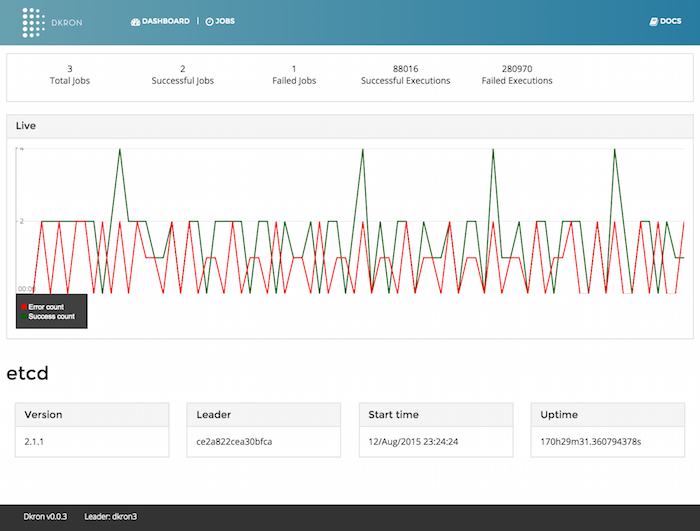 DKRON
DASHBOARD | JOBS
DOCS
3 2 1 88016 280970
Total Jobs Successful Jobs Failed Jobs Successful Executions Failed Executions
Live
4
2
00:00
Error count
Success count
etcd
Version Leader Start time Uptime
2.1.1 ce2a822cea30bfca 12/Aug/2015 23:24:24 170h29m31.360794378s
Dkron v0.0.3 Leader: dkron3